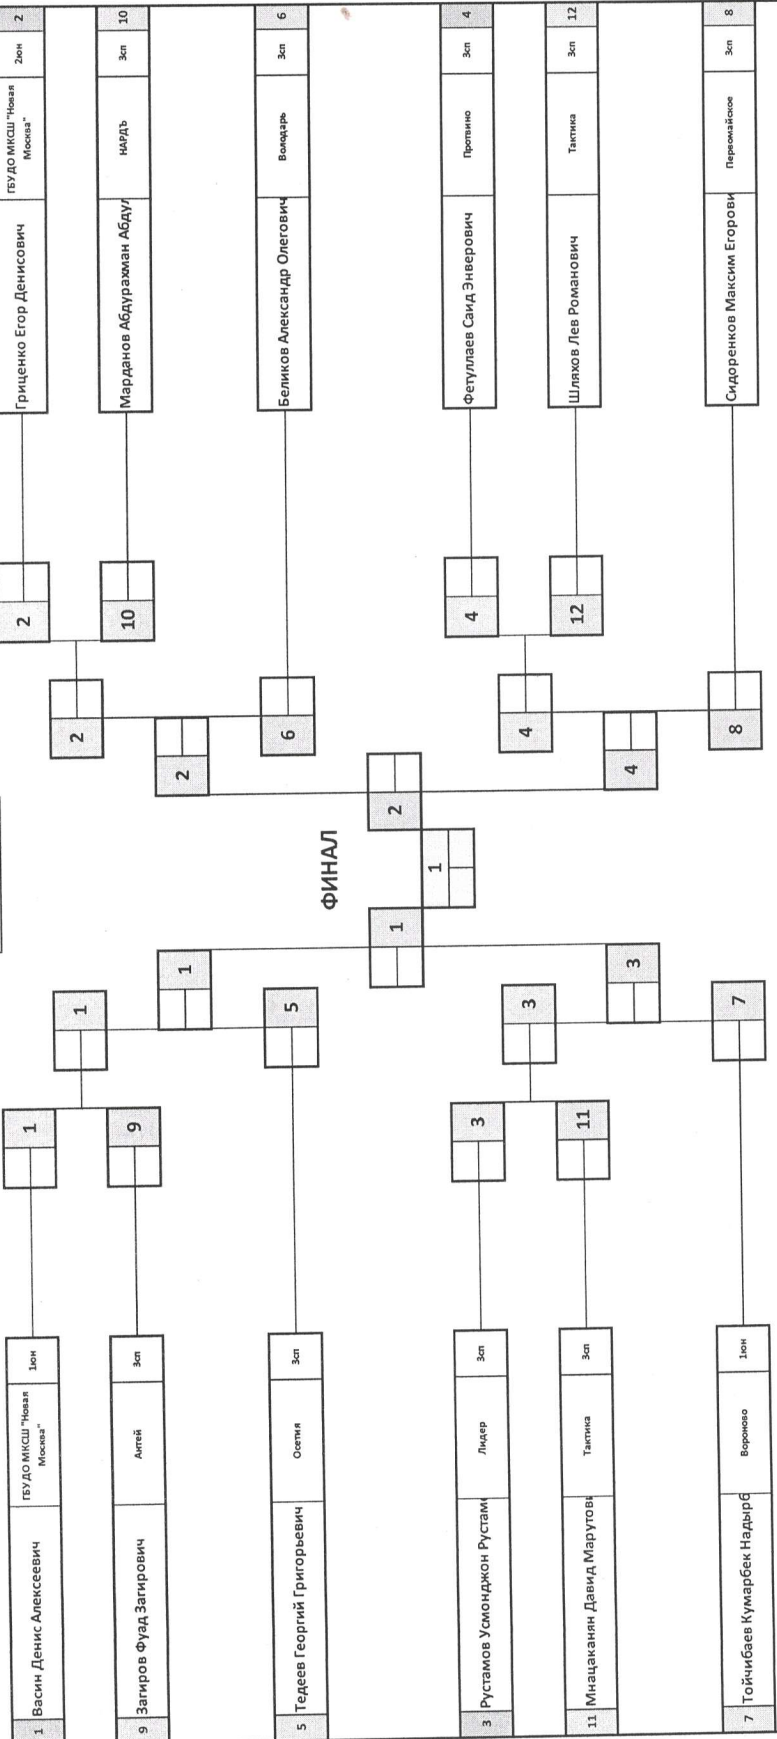 1 Васин Денис Алексеевич ГБУ ДО МКСШ "Новая Москва" 1юн
9 Загиров Фуад Загирович Антей 3сп
5 Тедеев Георгий Григорьевич Осетия 3сп
3 Рустамов Усмонджон Рустам Лидер 3сп
11 Мнацаканян Давид Марутов Тактика 3сп
7 Тойчибаев Кумарбек Надырб Вороново 1юн
1
9
1
5
1
3
11
3
7
3
ФИНАЛ
1
1
2
2
10
2
6
2
4
12
4
8
4
Гриценко Егор Денисович ГБУ ДО МКСШ "Новая Москва" 2юн 2
Марданов Абдурахман Абдул НАРДЪ 3сп 10
Беликов Александр Олегович Володарь 3сп 6
Фетуллаев Саид Энверович Протвино 3сп 4
Шляхов Лев Романович Тактика 3сп 12
Сидоренков Максим Егорови Первомайское 3сп 8